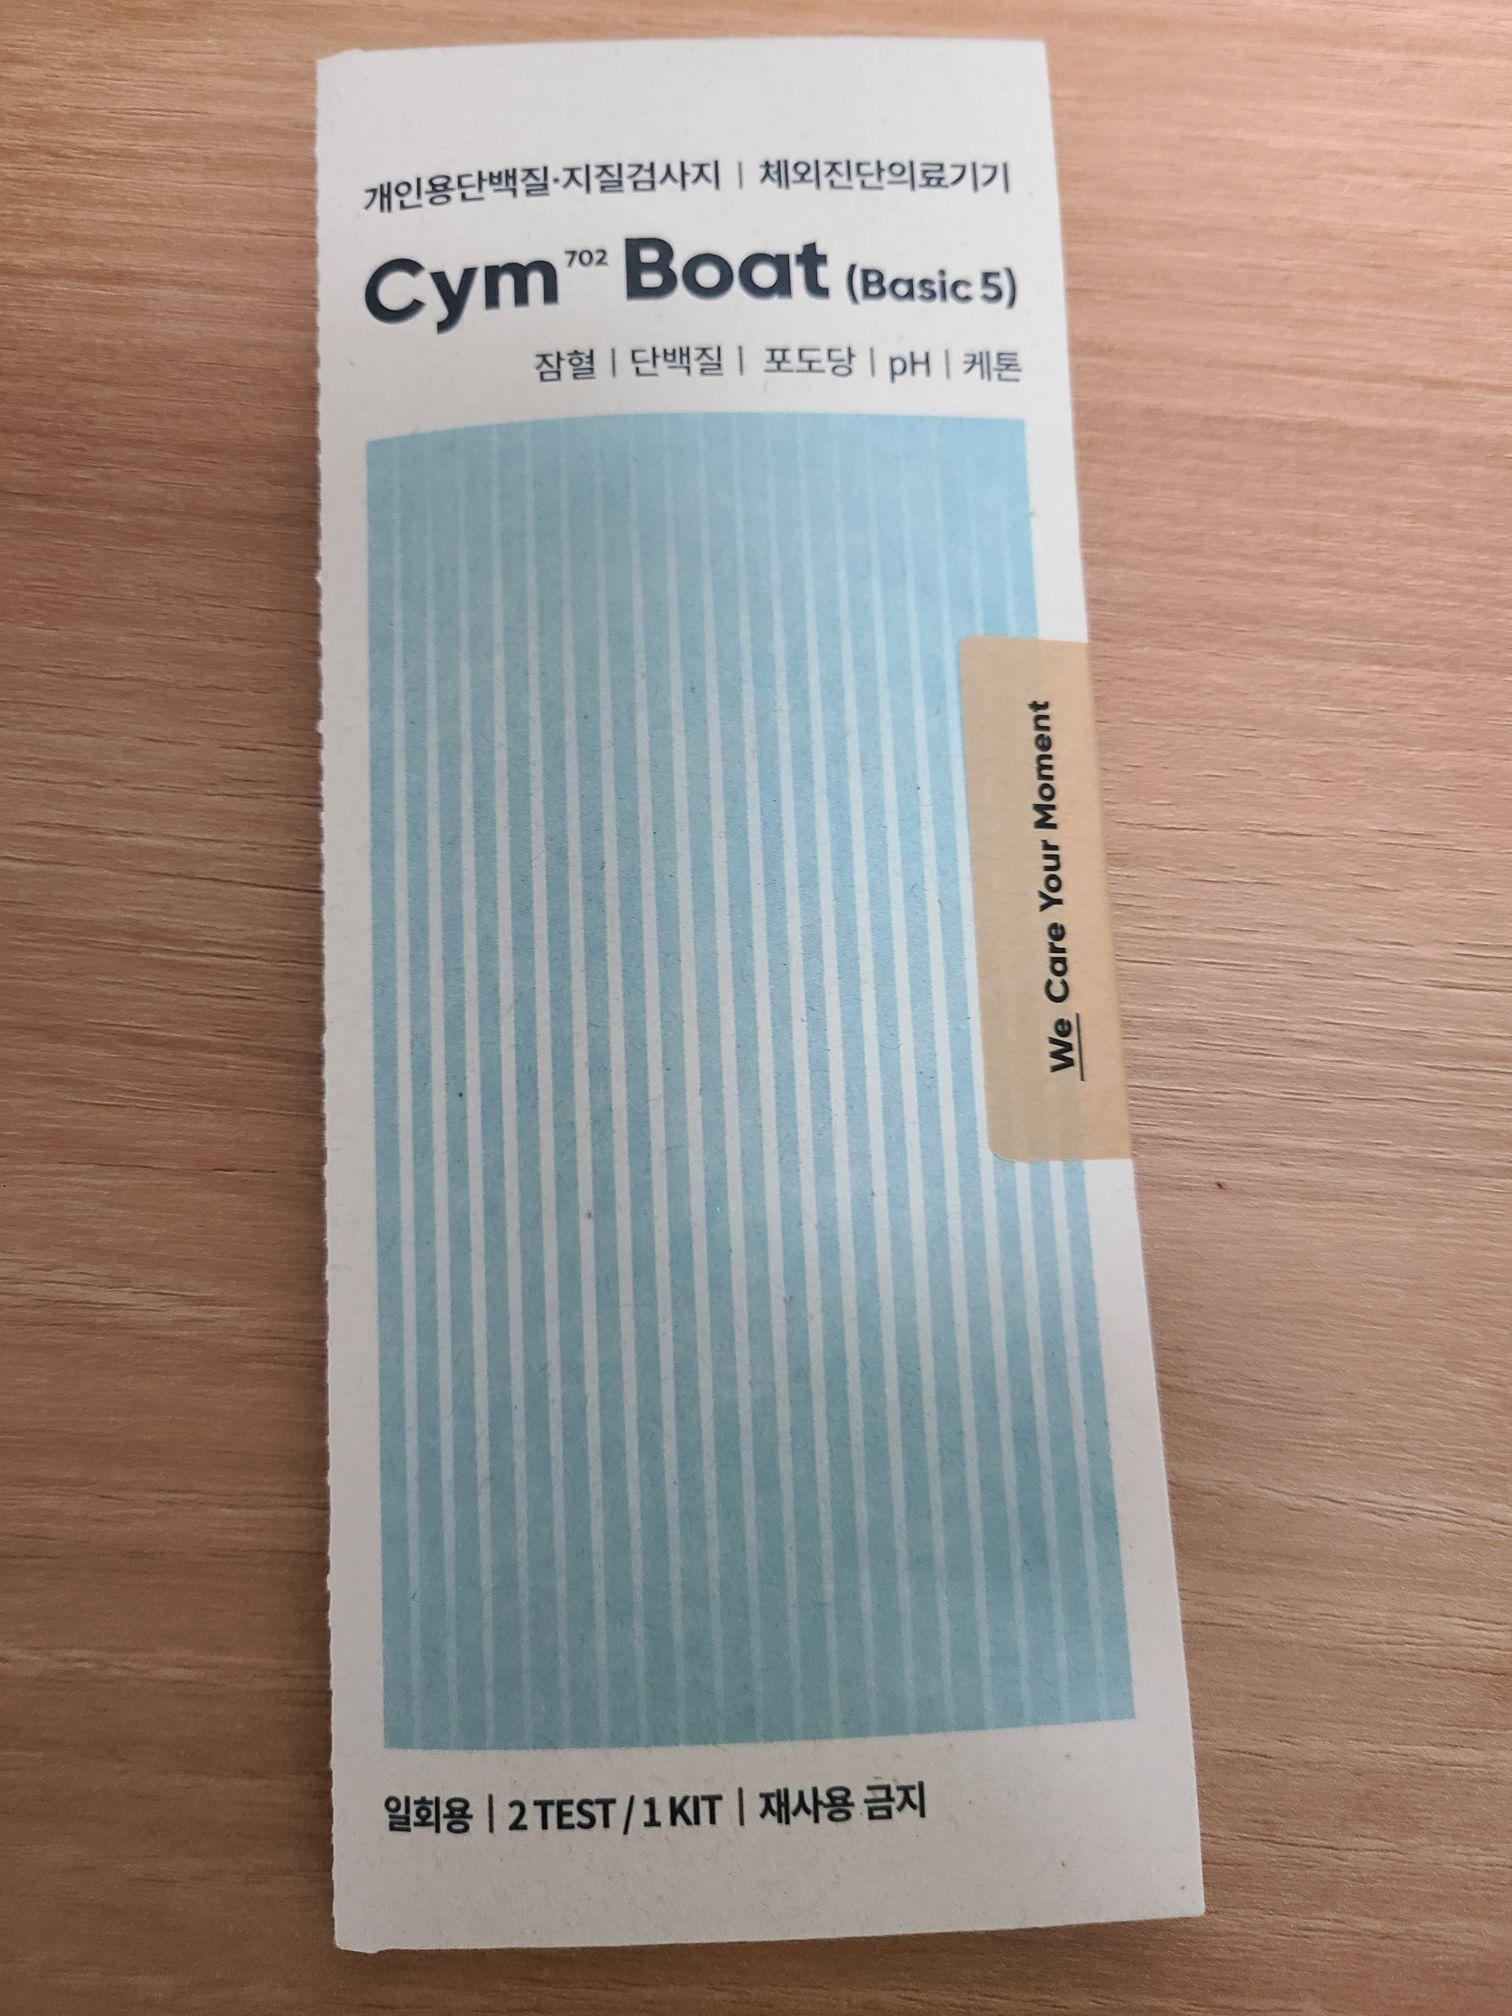 개인용단백질·지질검사지 | 체외진단의료기기
Cym 702 Boat (Basic 5)
잠혈 | 단백질 | 포도당 | pH | 케톤
We Care Your Moment
일회용 | 2 TEST / 1 KIT | 재사용 금지